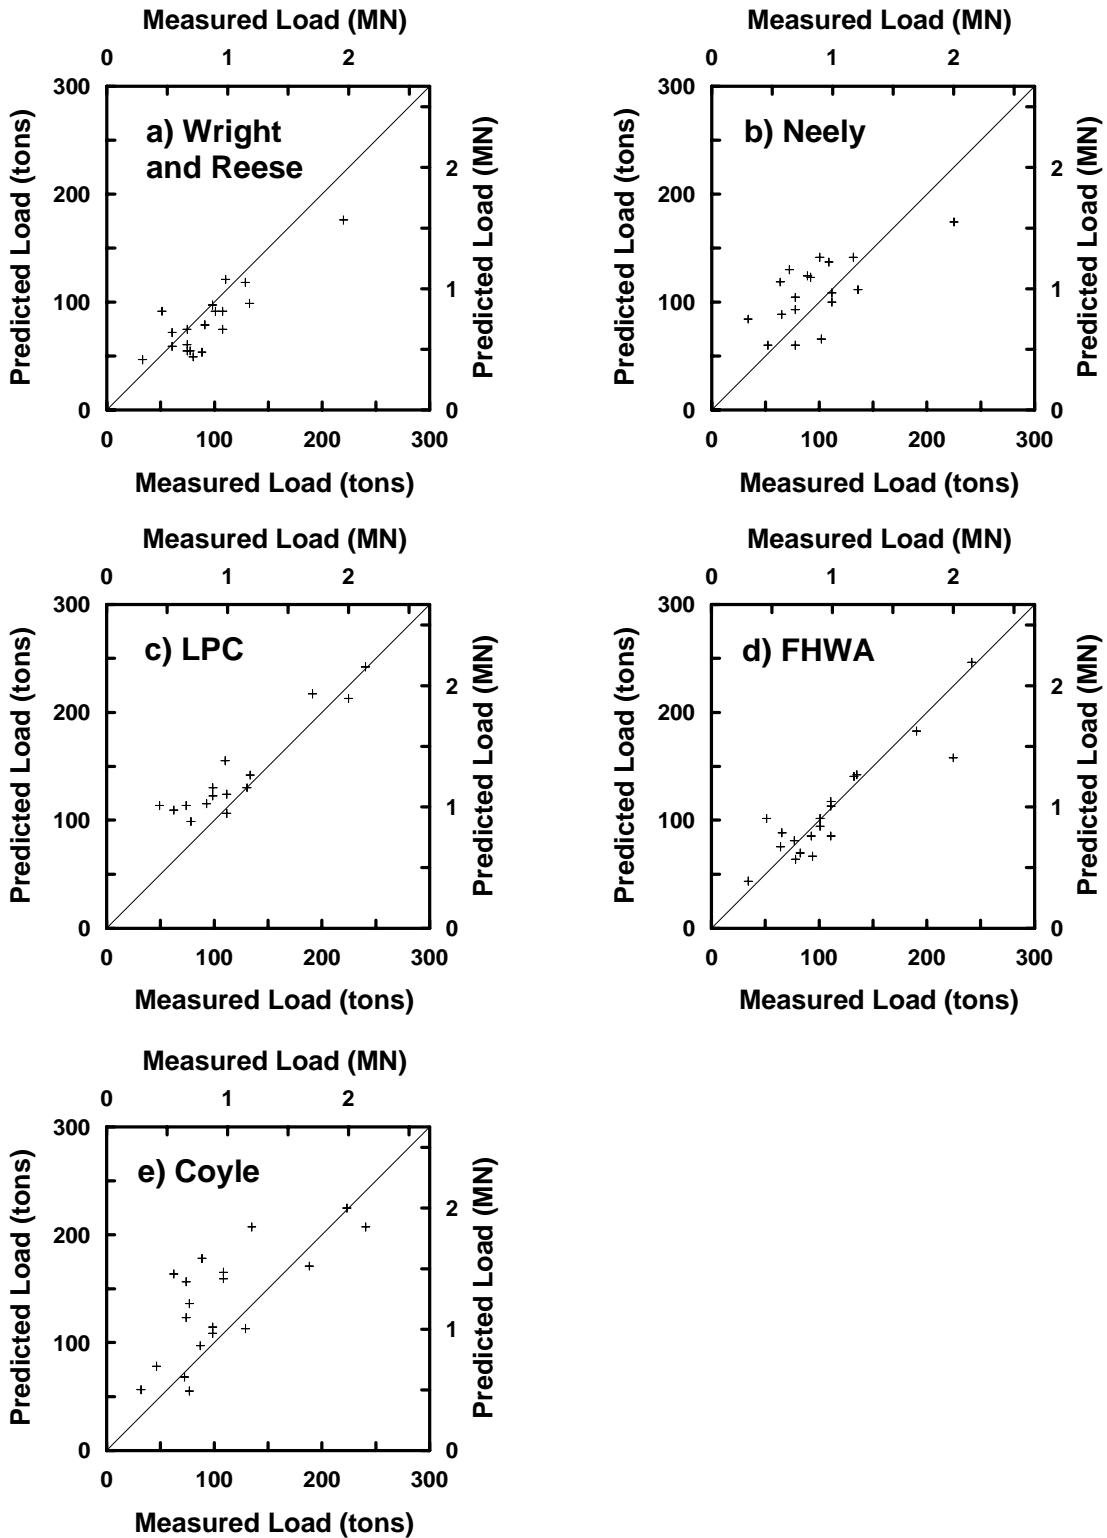 Measured Load (MN)
0 1 2
300
200
100
0
Predicted Load (tons)
a) Wright
and Reese
2
1
0
Predicted Load (MN)
0 100 200 300
Measured Load (tons)
Measured Load (MN)
0 1 2
300
200
100
0
Predicted Load (tons)
b) Neely
2
1
0
Predicted Load (MN)
0 100 200 300
Measured Load (tons)
Measured Load (MN)
0 1 2
300
200
100
0
Predicted Load (tons)
c) LPC
2
1
0
Predicted Load (MN)
0 100 200 300
Measured Load (tons)
Measured Load (MN)
0 1 2
300
200
100
0
Predicted Load (tons)
d) FHWA
2
1
0
Predicted Load (MN)
0 100 200 300
Measured Load (tons)
Measured Load (MN)
0 1 2
300
200
100
0
Predicted Load (tons)
e) Coyle
2
1
0
Predicted Load (MN)
0 100 200 300
Measured Load (tons)